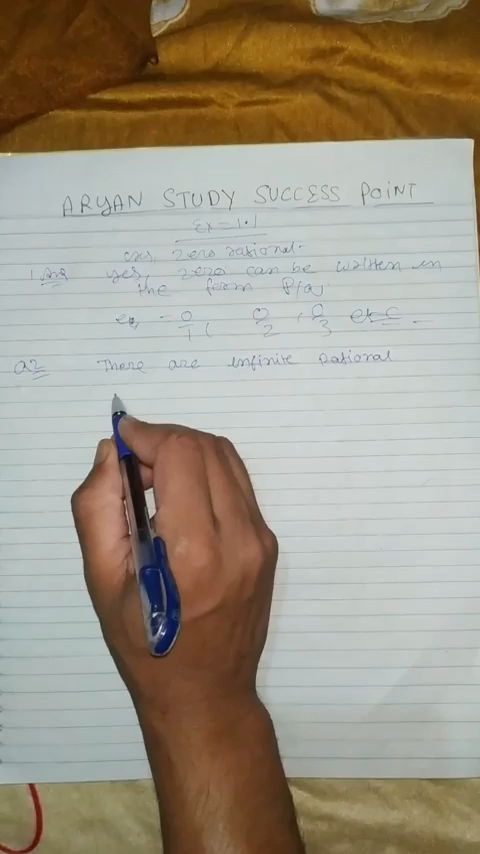 ARYAN STUDY SUCCESS POINT
Ex = 1.1
zero rational.
1 Ans yes, zero can be written in
the form P/q
eg = 0/1, 0/2, 0/3 etc.
A2 There are infinite rational